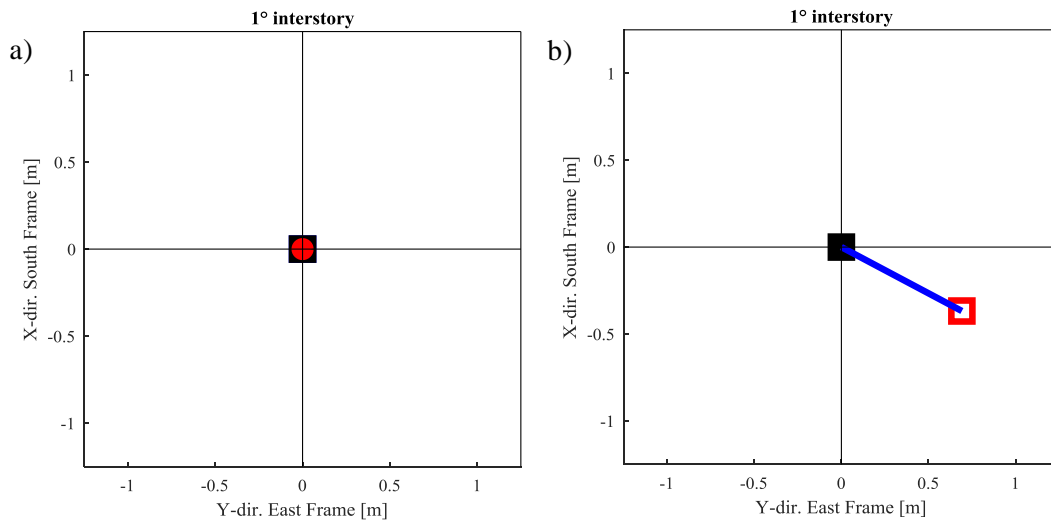 a)
1° interstory
X-dir. South Frame [m]
1
0.5
0
-0.5
-1
-1
-0.5
0
0.5
1
Y-dir. East Frame [m]
b)
1° interstory
X-dir. South Frame [m]
1
0.5
0
-0.5
-1
-1
-0.5
0
0.5
1
Y-dir. East Frame [m]